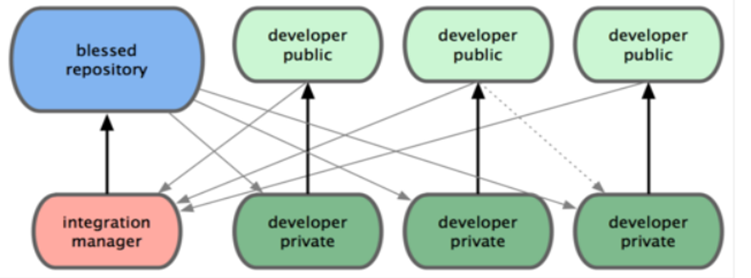 blessed
repository
developer
public
developer
public
developer
public
integration
manager
developer
private
developer
private
developer
private